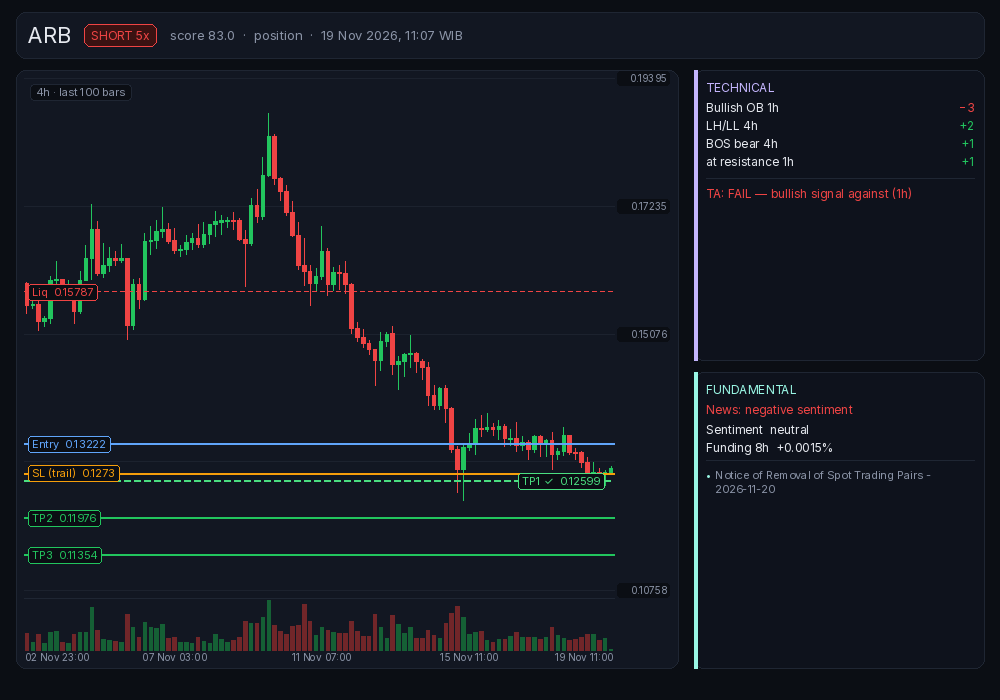 ARB SHORT 5x score 83.0 · position · 19 Nov 2026, 11:07 WIB
4h · last 100 bars
0.19395
0.17235
Liq 0.15787
0.15076
Entry 0.13222
SL (trail) 0.1273
TP1 ✓ 0.12599
TP2 0.11976
TP3 0.11354
0.10758
02 Nov 23:00 07 Nov 03:00 11 Nov 07:00 15 Nov 11:00 19 Nov 11:00
TECHNICAL
Bullish OB 1h −3
LH/LL 4h +2
BOS bear 4h +1
at resistance 1h +1
TA: FAIL — bullish signal against (1h)
FUNDAMENTAL
News: negative sentiment
Sentiment neutral
Funding 8h +0.0015%
• Notice of Removal of Spot Trading Pairs -
2026-11-20